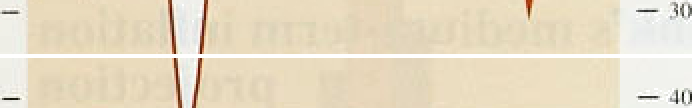 30
's medium-term inflation
projection
40